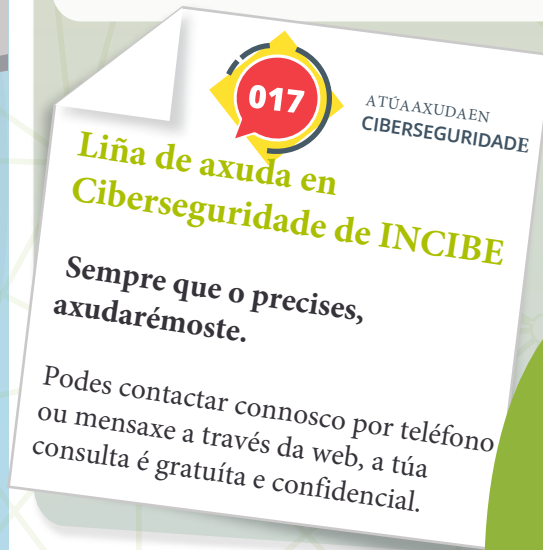 017
A TÚA AXUDA EN
CIBERSEGURIDADE
Liña de axuda en
Ciberseguridade de INCIBE
Sempre que o precises,
axudarémoste.
Podes contactar connosco por teléfono
ou mensaxe a través da web, a túa
consulta é gratuíta e confidencial.